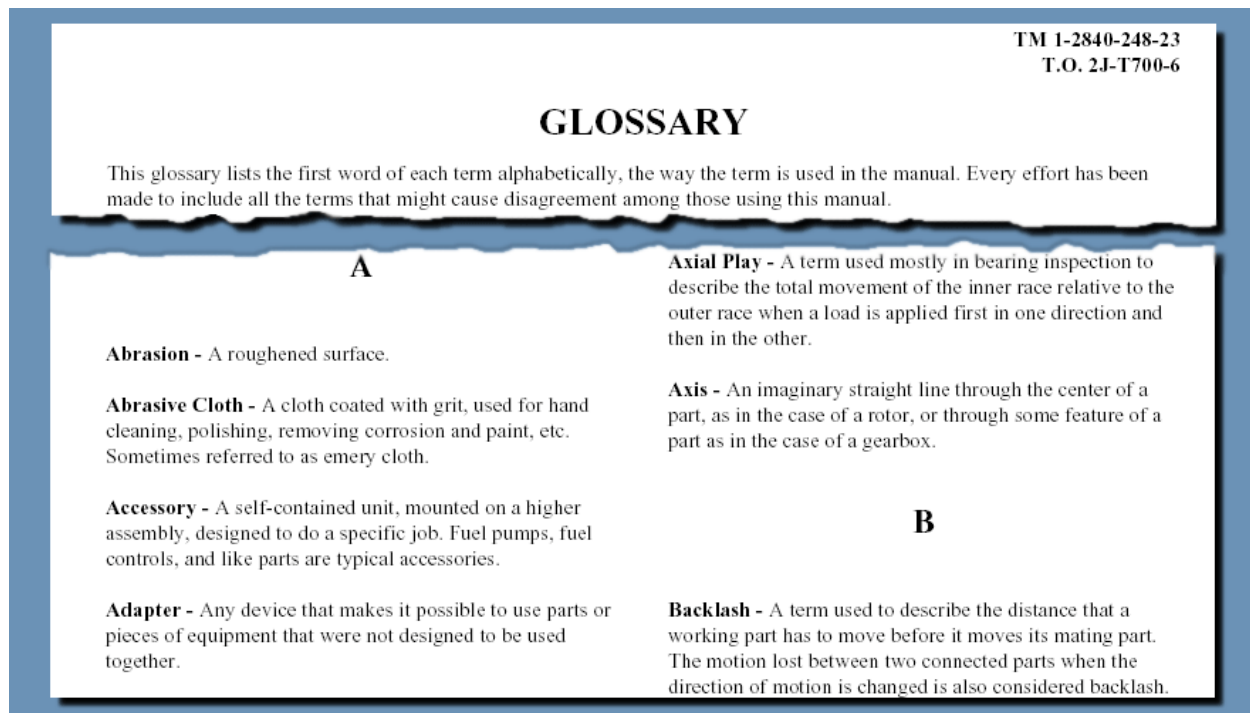 TM 1-2840-248-23
T.O. 2J-T700-6
GLOSSARY
This glossary lists the first word of each term alphabetically, the way the term is used in the manual. Every effort has been
made to include all the terms that might cause disagreement among those using this manual.
A
Abrasion - A roughened surface.
Abrasive Cloth - A cloth coated with grit, used for hand
cleaning, polishing, removing corrosion and paint, etc.
Sometimes referred to as emery cloth.
Accessory - A self-contained unit, mounted on a higher
assembly, designed to do a specific job. Fuel pumps, fuel
controls, and like parts are typical accessories.
Adapter - Any device that makes it possible to use parts or
pieces of equipment that were not designed to be used
together.
Axial Play - A term used mostly in bearing inspection to
describe the total movement of the inner race relative to the
outer race when a load is applied first in one direction and
then in the other.
Axis - An imaginary straight line through the center of a
part, as in the case of a rotor, or through some feature of a
part as in the case of a gearbox.
B
Backlash - A term used to describe the distance that a
working part has to move before it moves its mating part.
The motion lost between two connected parts when the
direction of motion is changed is also considered backlash.